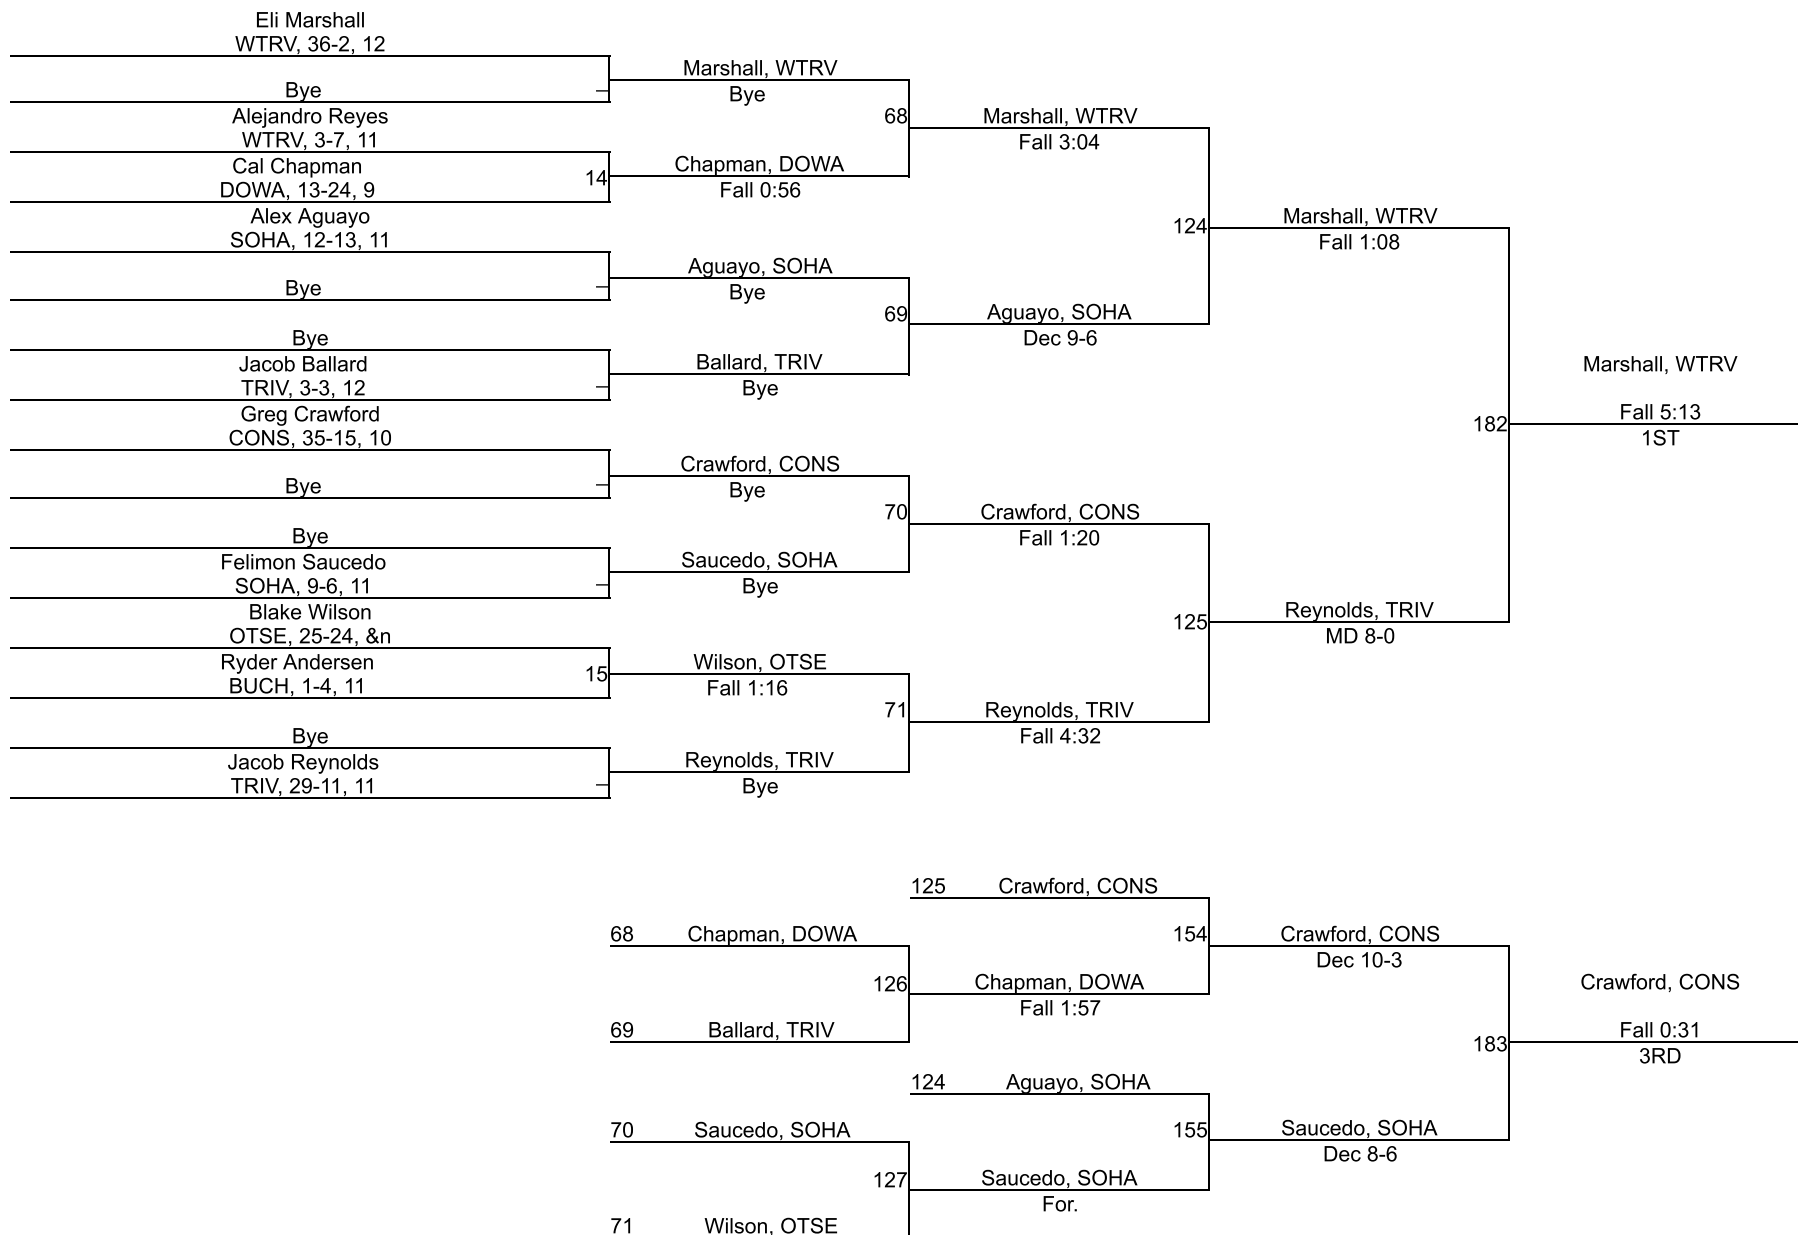 Eli Marshall
WTRV, 36-2, 12
Bye
Alejandro Reyes
WTRV, 3-7, 11
Cal Chapman
DOWA, 13-24, 9
14
Alex Aguayo
SOHA, 12-13, 11
Bye
Bye
Jacob Ballard
TRIV, 3-3, 12
Greg Crawford
CONS, 35-15, 10
Bye
Bye
Felimon Saucedo
SOHA, 9-6, 11
Blake Wilson
OTSE, 25-24, &n
Ryder Andersen
BUCH, 1-4, 11
15
Bye
Jacob Reynolds
TRIV, 29-11, 11
Marshall, WTRV
Bye
68
Chapman, DOWA
Fall 0:56
Aguayo, SOHA
Bye
69
Ballard, TRIV
Bye
Crawford, CONS
Bye
70
Saucedo, SOHA
Bye
Wilson, OTSE
Fall 1:16
71
Reynolds, TRIV
Bye
Marshall, WTRV
Fall 3:04
124
Aguayo, SOHA
Dec 9-6
Crawford, CONS
Fall 1:20
125
Reynolds, TRIV
Fall 4:32
Marshall, WTRV
Fall 1:08
182
Reynolds, TRIV
MD 8-0
Marshall, WTRV
Fall 5:13
1ST
68 Chapman, DOWA
126
69 Ballard, TRIV
70 Saucedo, SOHA
127
71 Wilson, OTSE
125 Crawford, CONS
154
Chapman, DOWA
Fall 1:57
124 Aguayo, SOHA
155
Saucedo, SOHA
For.
Crawford, CONS
Dec 10-3
183
Saucedo, SOHA
Dec 8-6
Crawford, CONS
Fall 0:31
3RD